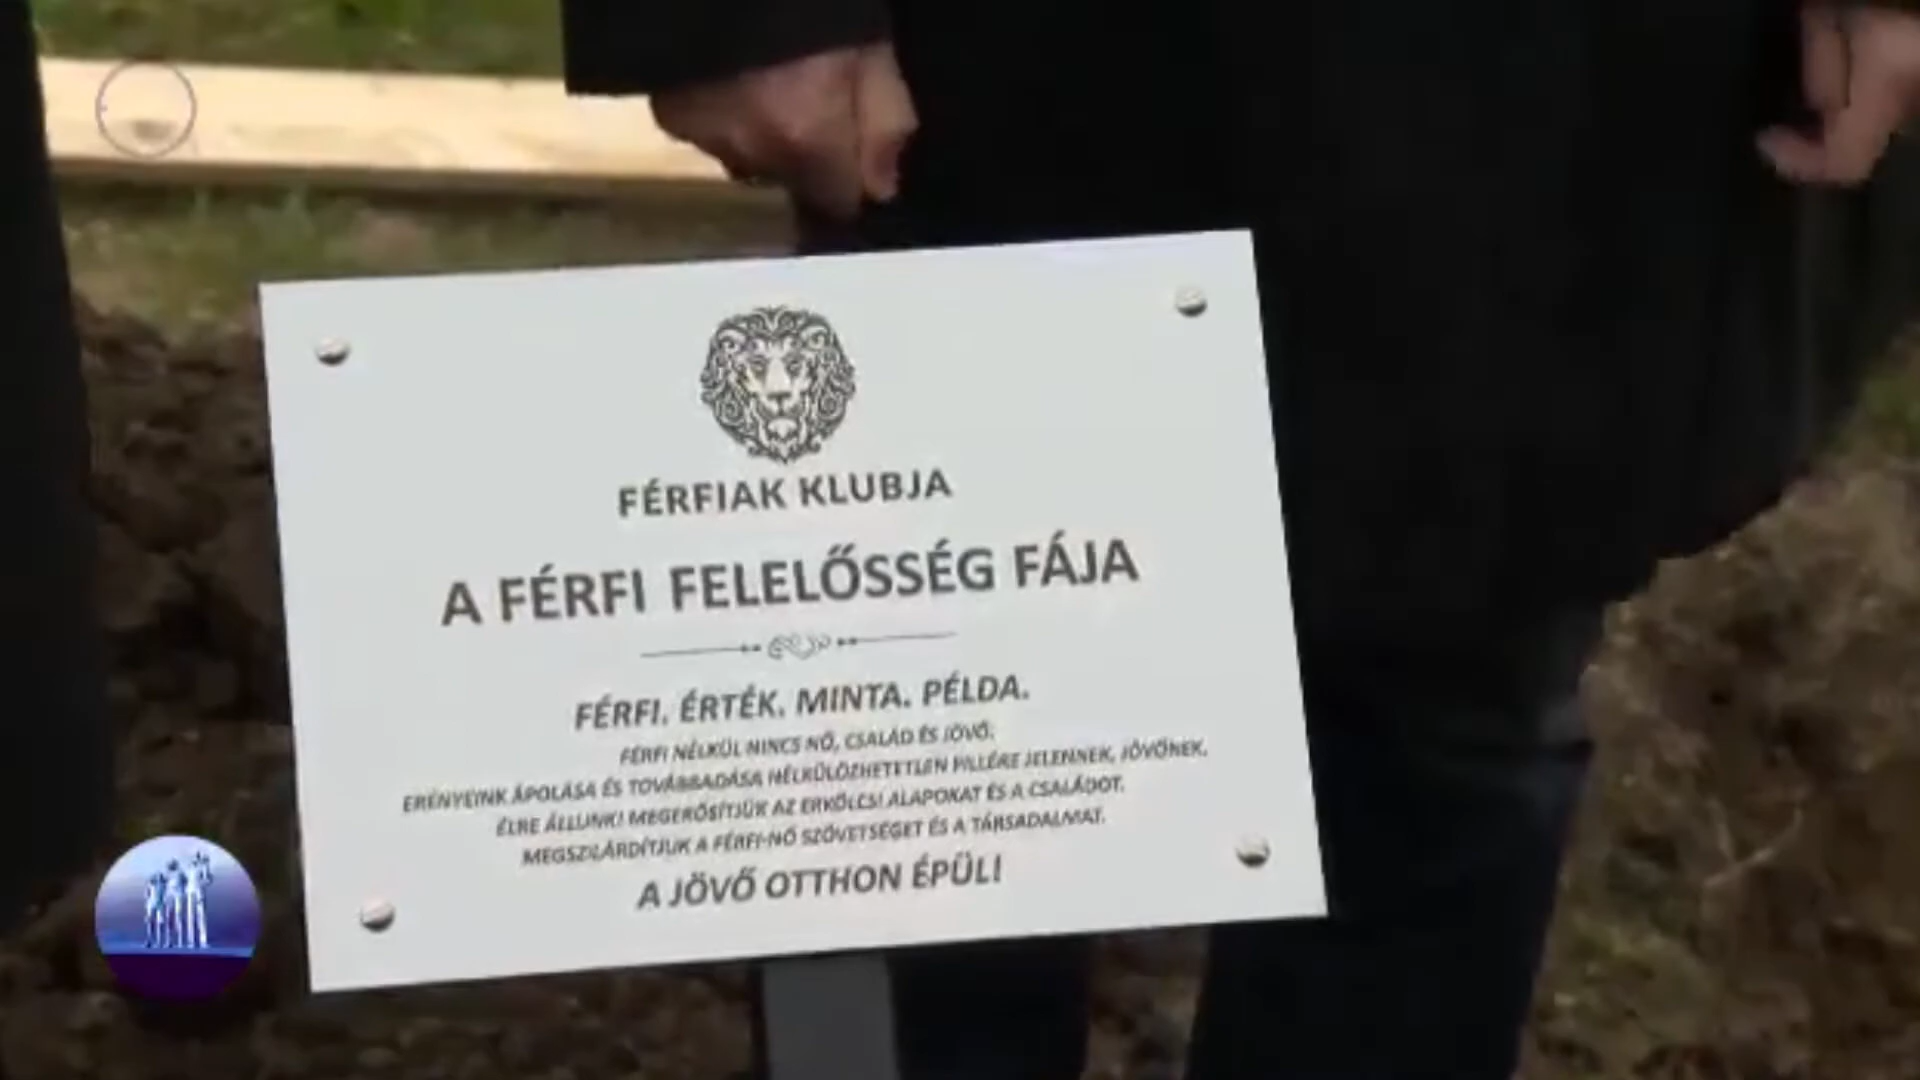 FÉRFIAK KLUBJA
A FÉRFI FELELŐSSÉG FÁJA
FÉRFI. ÉRTÉK. MINTA. PÉLDA.
FÉRFI NÉLKÜL NINCS NŐ, CSALÁD ÉS JÖVŐ.
ERÉNYEINK ÁPOLÁSA ÉS TOVÁBBADÁSA NÉLKÜLÖZHETETLEN PILLÉRE JELENNEK, JÖVŐNEK.
ÉLRE ÁLLUNK! MEGERŐSÍTJÜK AZ ERKÖLCSI ALAPOKAT ÉS A CSALÁDOT.
MEGSZILÁRDÍTJUK A FÉRFI-NŐ SZÖVETSÉGET ÉS A TÁRSADALMAT.
A JÖVŐ OTTHON ÉPÜL!